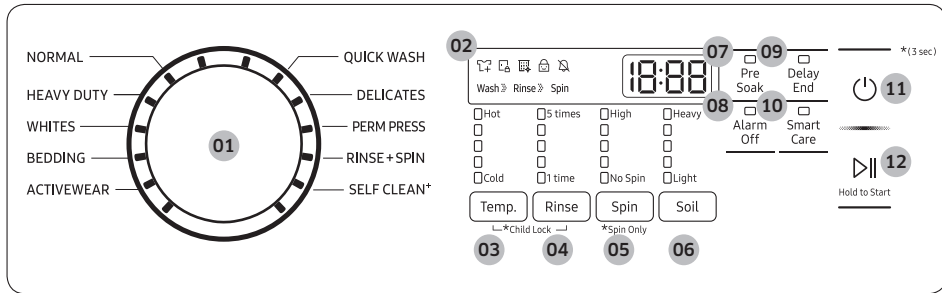 NORMAL
HEAVY DUTY
WHITES
BEDDING
ACTIVEWEAR
01
QUICK WASH
DELICATES
PERM PRESS
RINSE+SPIN
SELF CLEAN+
02
18:88
Wash》 Rinse》 Spin
Hot 5 times High Heavy
Cold 1 time No Spin Light
Temp. Rinse Spin Soil
*Child Lock *Spin Only
03 04 05 06
07 09
Pre Soak
Delay End
08 10
Alarm Off
Smart Care
*(3 sec)
11
12
Hold to Start